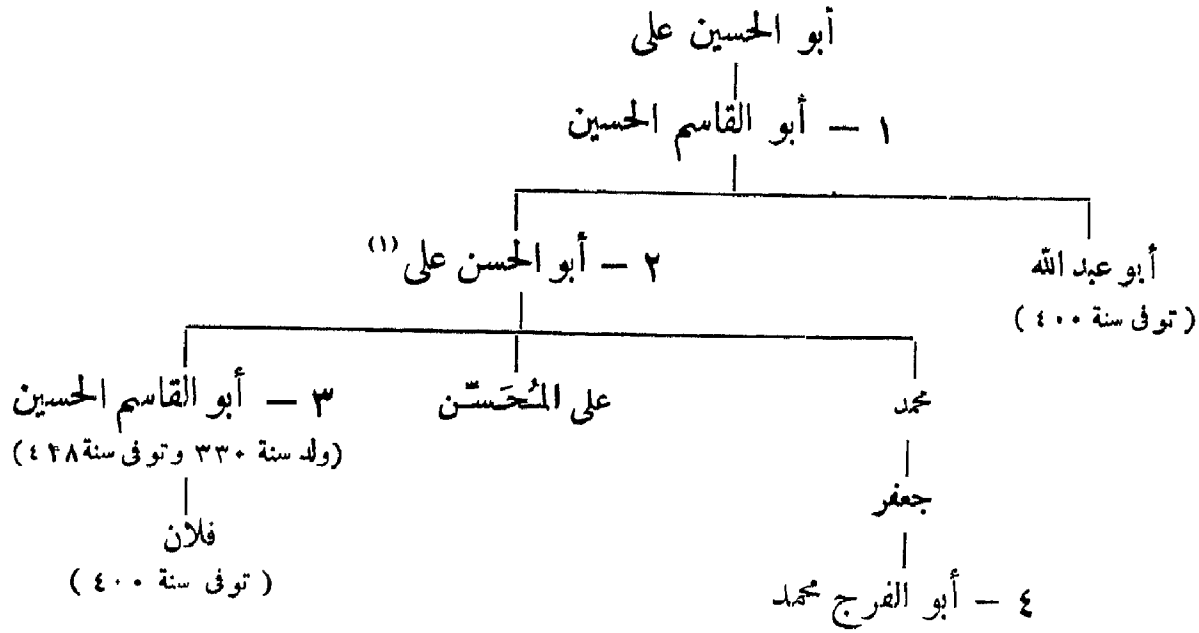 أبو الحسين على
١ — أبو القاسم الحسين
أبو عبد الله
(توفى سنة ٤٠٠)
٢ — أبو الحسن على (١)
محمد
على المُحَسّن
٣ — أبو القاسم الحسين
(ولد سنة ٣٣٠ وتوفى سنة ٤١٨)
جعفر
فلان
(توفى سنة ٤٠٠)
٤ — أبو الفرج محمد